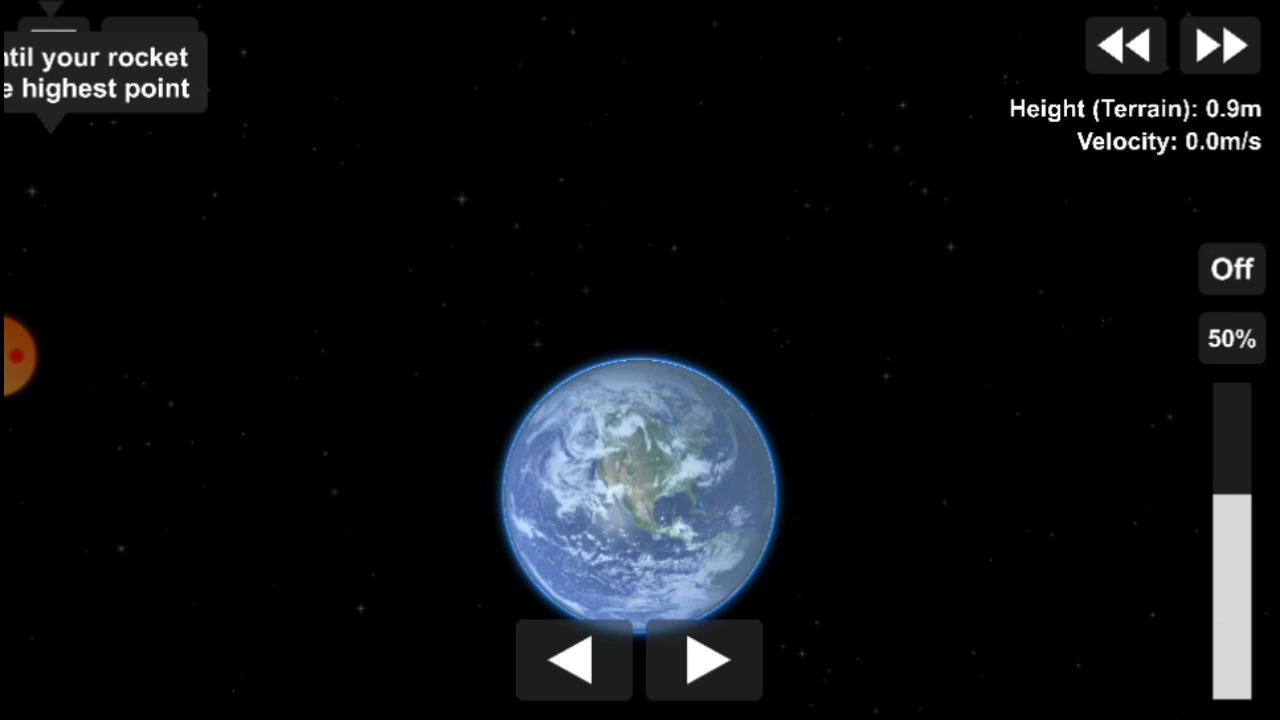 ntil your rocket
e highest point
Height (Terrain): 0.9m
Velocity: 0.0m/s
Off
50%